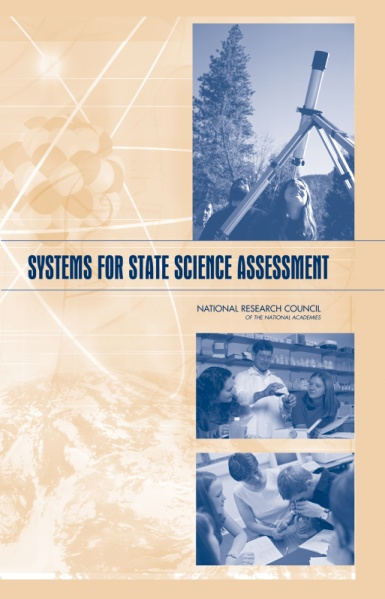 SYSTEMS FOR STATE SCIENCE ASSESSMENT
NATIONAL RESEARCH COUNCIL
OF THE NATIONAL ACADEMIES